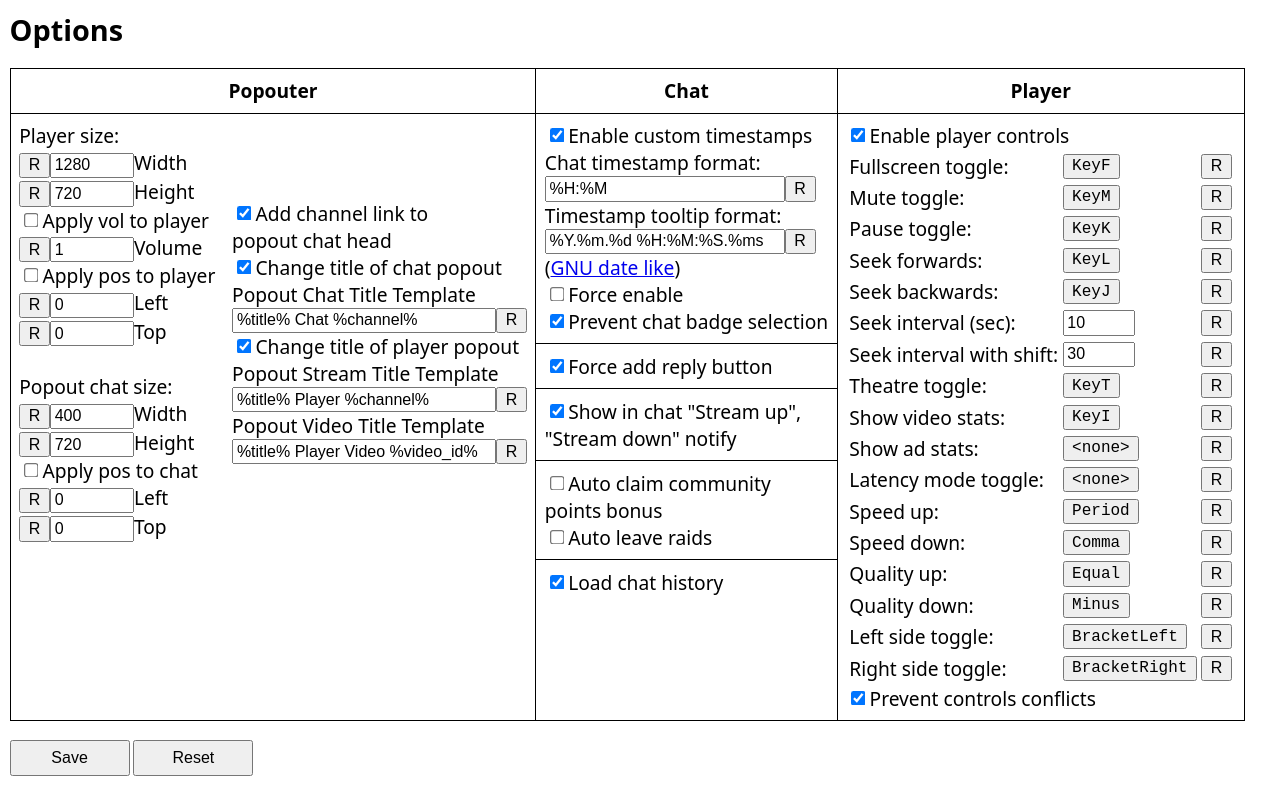 Options
Popouter
Player size:
R 1280 Width
R 720 Height
Apply vol to player
R 1 Volume
Apply pos to player
R 0 Left
R 0 Top
Popout chat size:
R 400 Width
R 720 Height
Apply pos to chat
R 0 Left
R 0 Top
Add channel link to
popout chat head
Change title of chat popout
Popout Chat Title Template
%title% Chat %channel% R
Change title of player popout
Popout Stream Title Template
%title% Player %channel% R
Popout Video Title Template
%title% Player Video %video_id% R
Chat
Enable custom timestamps
Chat timestamp format:
%H:%M R
Timestamp tooltip format:
%Y.%m.%d %H:%M:%S.%ms R
(GNU date like)
Force enable
Prevent chat badge selection
Force add reply button
Show in chat "Stream up",
"Stream down" notify
Auto claim community
points bonus
Auto leave raids
Load chat history
Player
Enable player controls
Fullscreen toggle: KeyF R
Mute toggle: KeyM R
Pause toggle: KeyK R
Seek forwards: KeyL R
Seek backwards: KeyJ R
Seek interval (sec): 10 R
Seek interval with shift: 30 R
Theatre toggle: KeyT R
Show video stats: KeyI R
Show ad stats: <none> R
Latency mode toggle: <none> R
Speed up: Period R
Speed down: Comma R
Quality up: Equal R
Quality down: Minus R
Left side toggle: BracketLeft R
Right side toggle: BracketRight R
Prevent controls conflicts
Save Reset